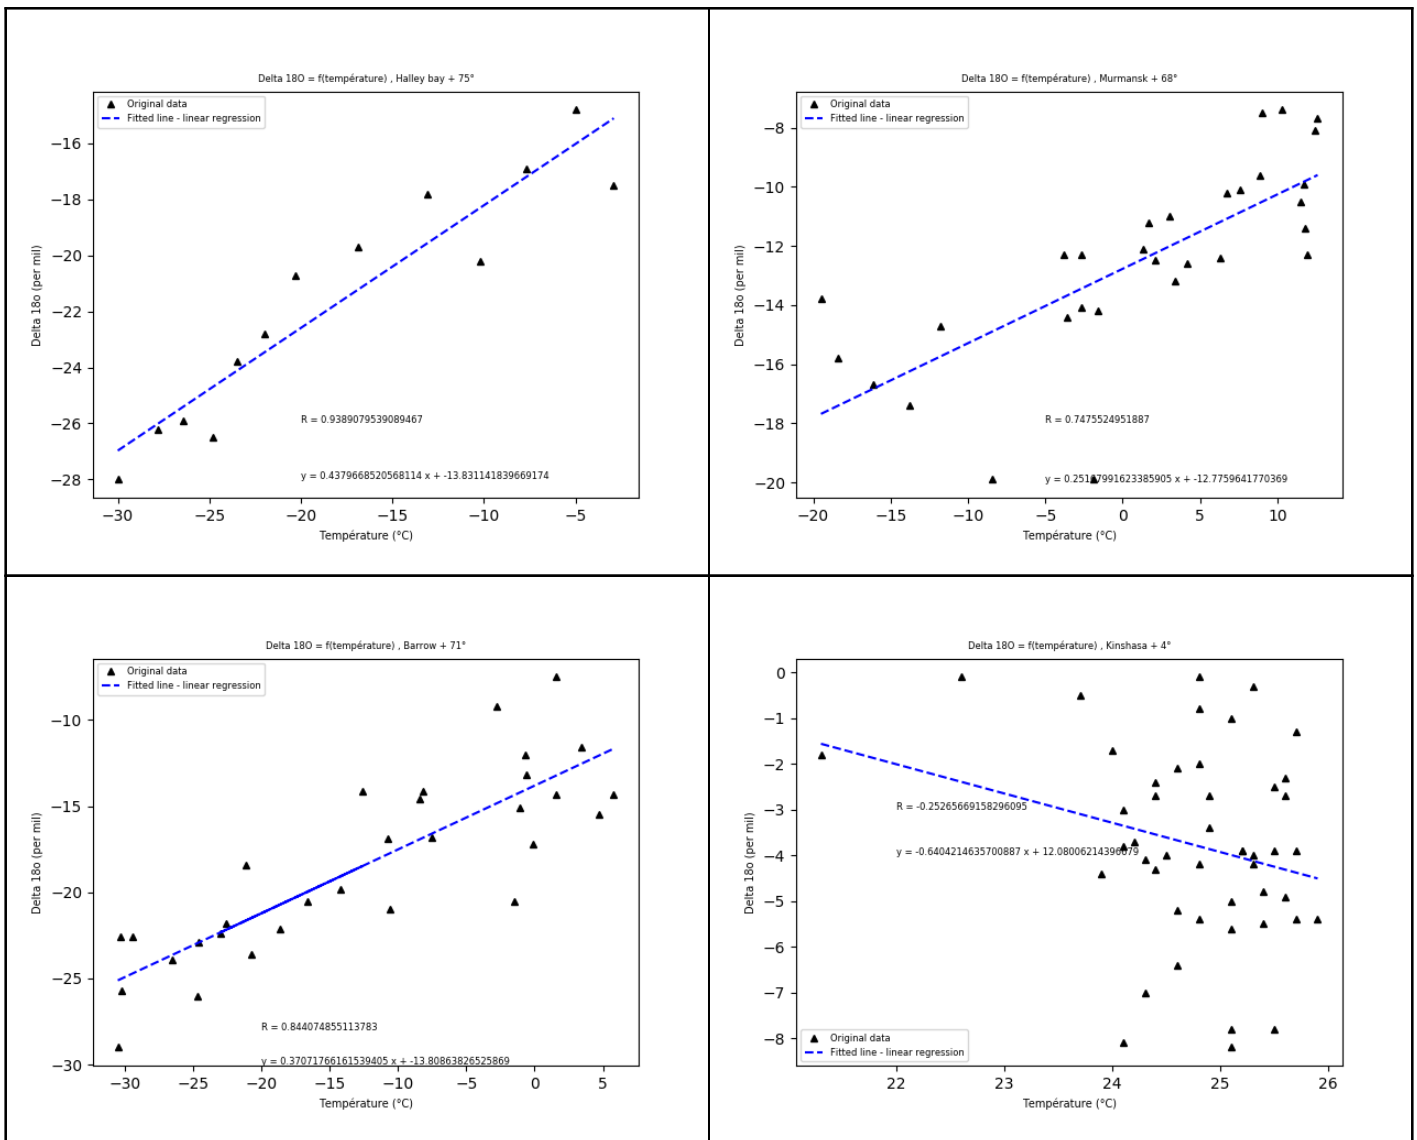 Delta 18O = f(température) , Halley bay + 75°
Original data
Fitted line - linear regression
−16
−18
−20
−22
−24
−26
−28
Delta 18o (per mil)
R = 0.9389079539089467
y = 0.4379668520568114 x + -13.831141839669174
−30 −25 −20 −15 −10 −5
Température (°C)
Delta 18O = f(température) , Murmansk + 68°
Original data
Fitted line - linear regression
−8
−10
−12
−14
−16
−18
−20
Delta 18o (per mil)
R = 0.7475524951887
x + -12.7759641770369
−20 −15 −10 −5 0 5 10
Température (°C)
Delta 18O = f(température) , Barrow + 71°
Original data
Fitted line - linear regression
−10
−15
−20
−25
−30
Delta 18o (per mil)
R = 0.844074855113783
y = 0.37071766161539405 x + -13.80863826525869
−30 −25 −20 −15 −10 −5 0 5
Température (°C)
Delta 18O = f(température) , Kinshasa + 4°
0
−1
−2
−3
−4
−5
−6
−7
−8
Delta 18o (per mil)
R = -0.25265669158296095
y = -0.6404214635700887 x +
Original data
Fitted line - linear regression
22 23 24 25 26
Température (°C)